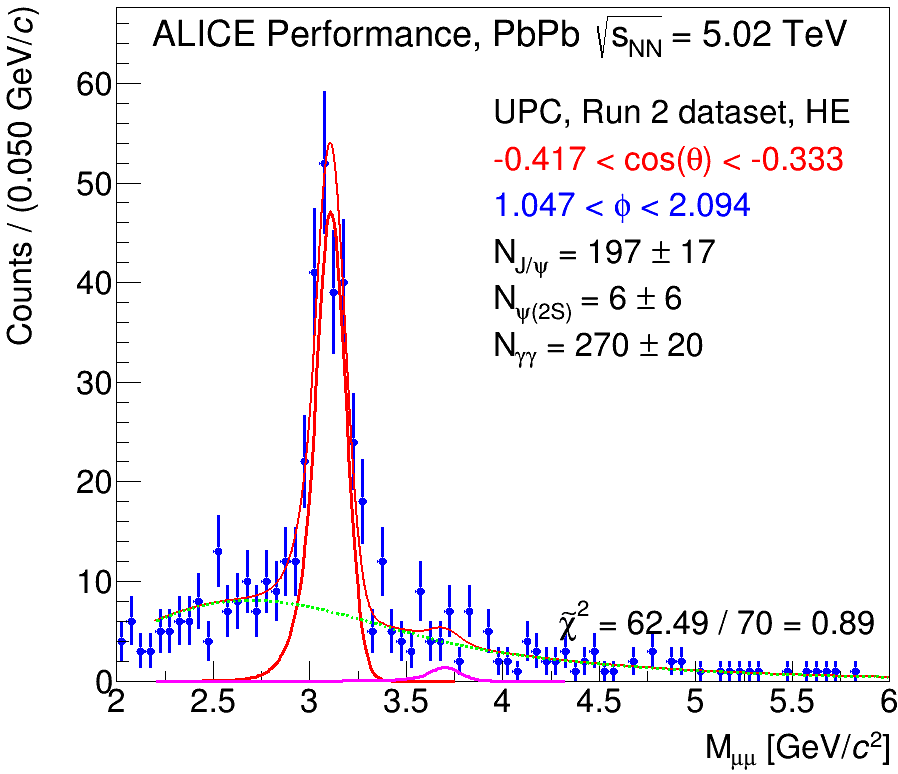 ALICE Performance, PbPb √sNN = 5.02 TeV
UPC, Run 2 dataset, HE
-0.417 < cos(θ) < -0.333
1.047 < ϕ < 2.094
NJ/ψ = 197 ± 17
Nψ(2S) = 6 ± 6
Nγγ = 270 ± 20
χ̃² = 62.49 / 70 = 0.89
Counts / (0.050 GeV/c)
60
50
40
30
20
10
0
2 2.5 3 3.5 4 4.5 5 5.5 6
Mμμ [GeV/c²]